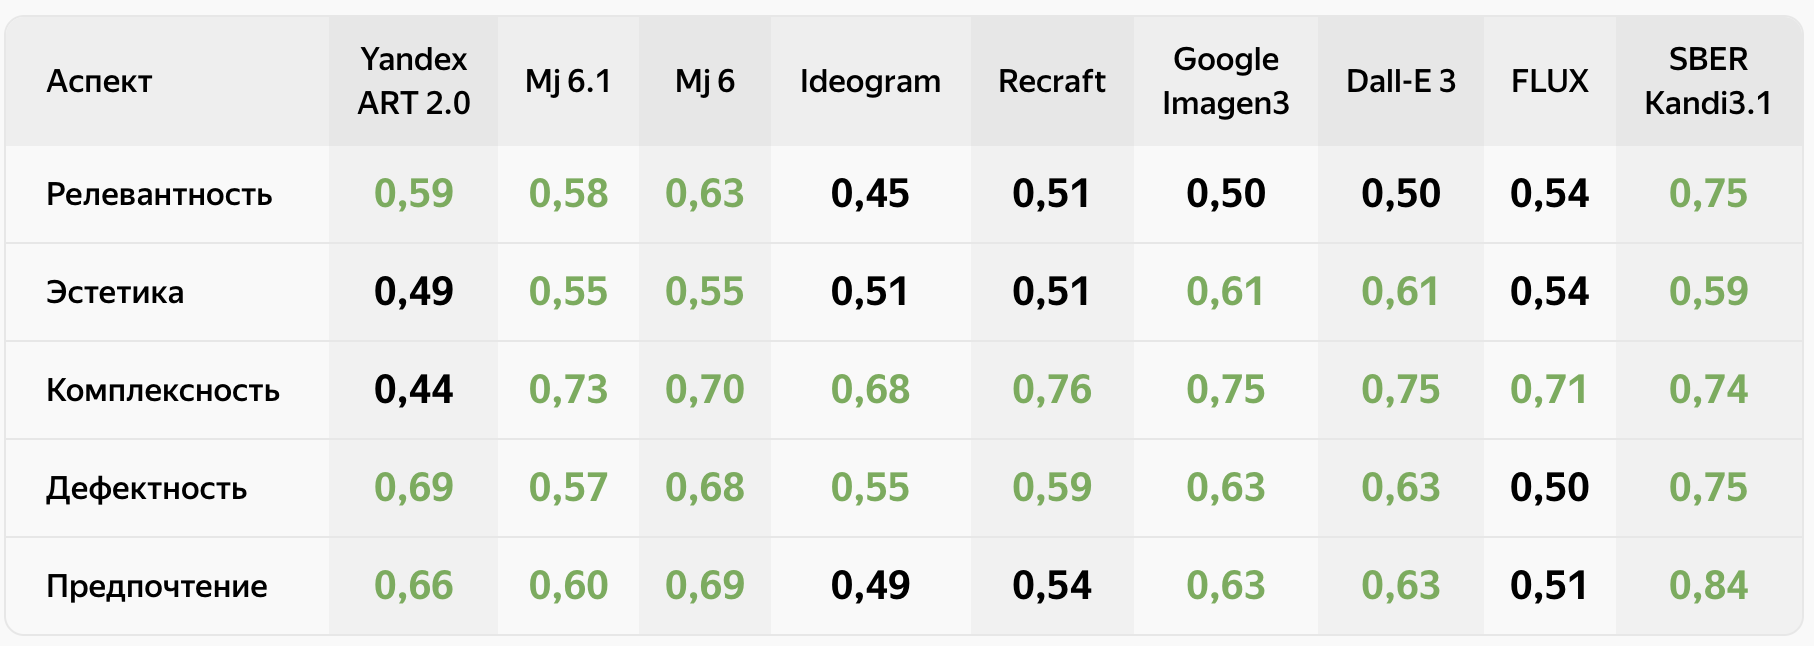 Аспект Yandex ART 2.0 Mj 6.1 Mj 6 Ideogram Recraft Google Imagen3 Dall-E 3 FLUX SBER Kandi3.1
Релевантность 0,59 0,58 0,63 0,45 0,51 0,50 0,50 0,54 0,75
Эстетика 0,49 0,55 0,55 0,51 0,51 0,61 0,61 0,54 0,59
Комплексность 0,44 0,73 0,70 0,68 0,76 0,75 0,75 0,71 0,74
Дефектность 0,69 0,57 0,68 0,55 0,59 0,63 0,63 0,50 0,75
Предпочтение 0,66 0,60 0,69 0,49 0,54 0,63 0,63 0,51 0,84